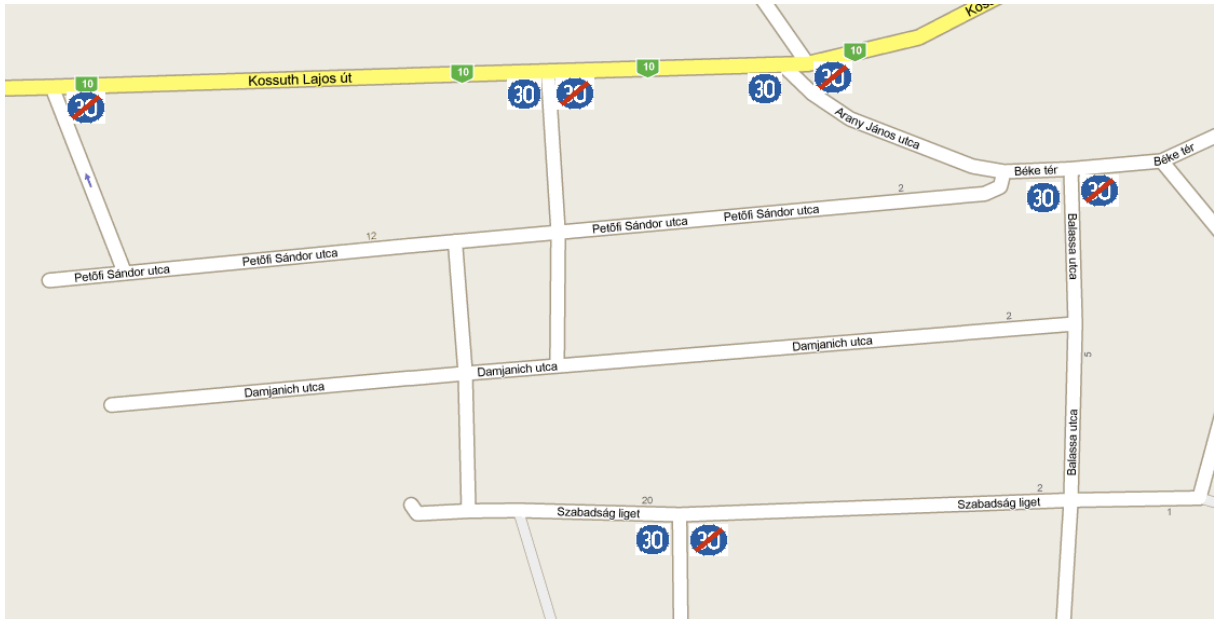 Koss
10
10
10
10
Kossuth Lajos út
30
30
30
30
30
Arany János utca
Béke tér
Béke tér
2
30
30
Petőfi Sándor utca
Petőfi Sándor utca
12
Petőfi Sándor utca
Petőfi Sándor utca
Balassa utca
2
Damjanich utca
5
Damjanich utca
Damjanich utca
Balassa utca
2
20
Szabadság liget
Szabadság liget
1
30
30